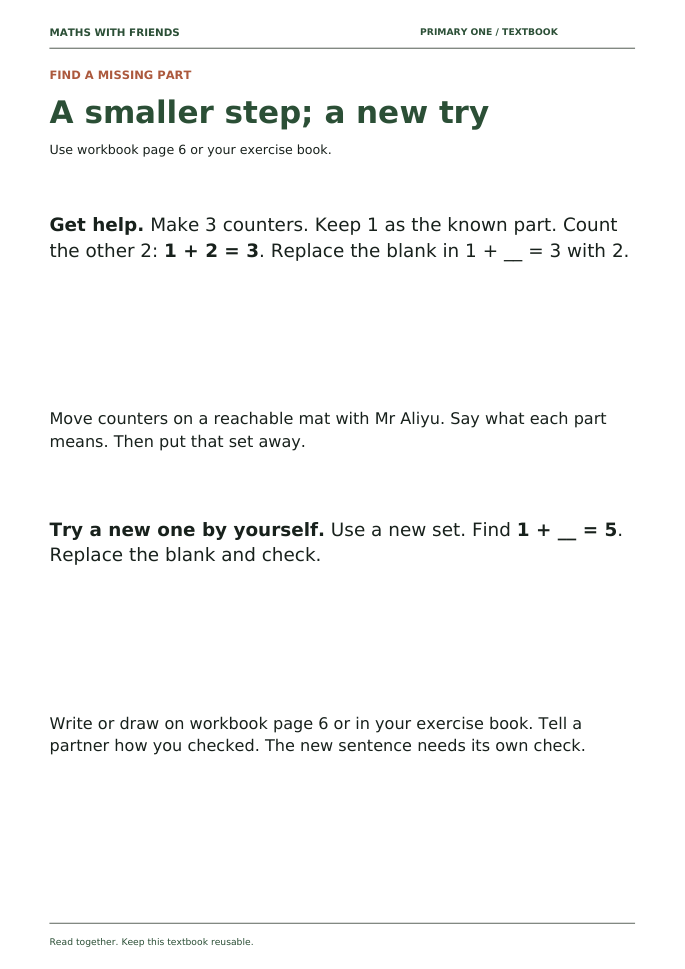 MATHS WITH FRIENDS
PRIMARY ONE / TEXTBOOK
FIND A MISSING PART
A smaller step; a new try
Use workbook page 6 or your exercise book.
Get help. Make 3 counters. Keep 1 as the known part. Count
the other 2: 1 + 2 = 3. Replace the blank in 1 + __ = 3 with 2.
Move counters on a reachable mat with Mr Aliyu. Say what each part
means. Then put that set away.
Try a new one by yourself. Use a new set. Find 1 + __ = 5.
Replace the blank and check.
Write or draw on workbook page 6 or in your exercise book. Tell a
partner how you checked. The new sentence needs its own check.
Read together. Keep this textbook reusable.